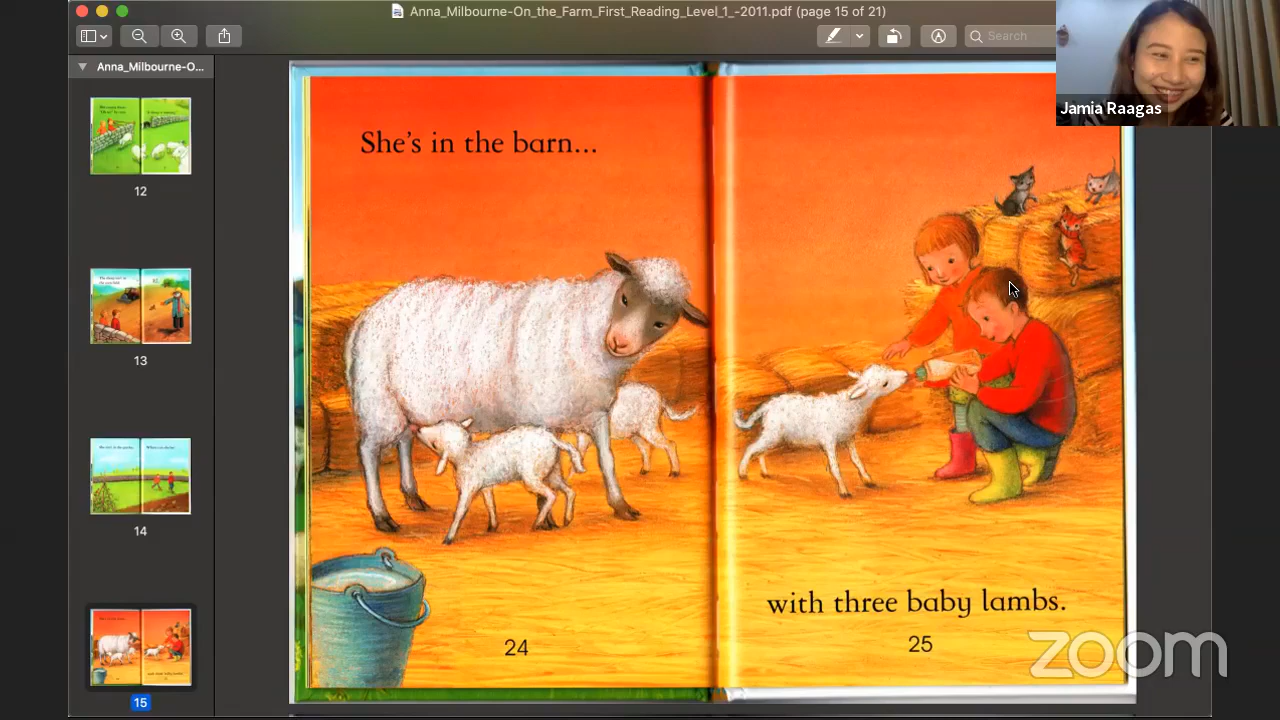 Anna_Milbourne-On_the_Farm_First_Reading_Level_1_-2011.pdf (page 15 of 21)
Search
Anna_Milbourne-O...
12
13
14
15
She's in the barn...
24
with three baby lambs.
25
Jamia Raagas
zoom